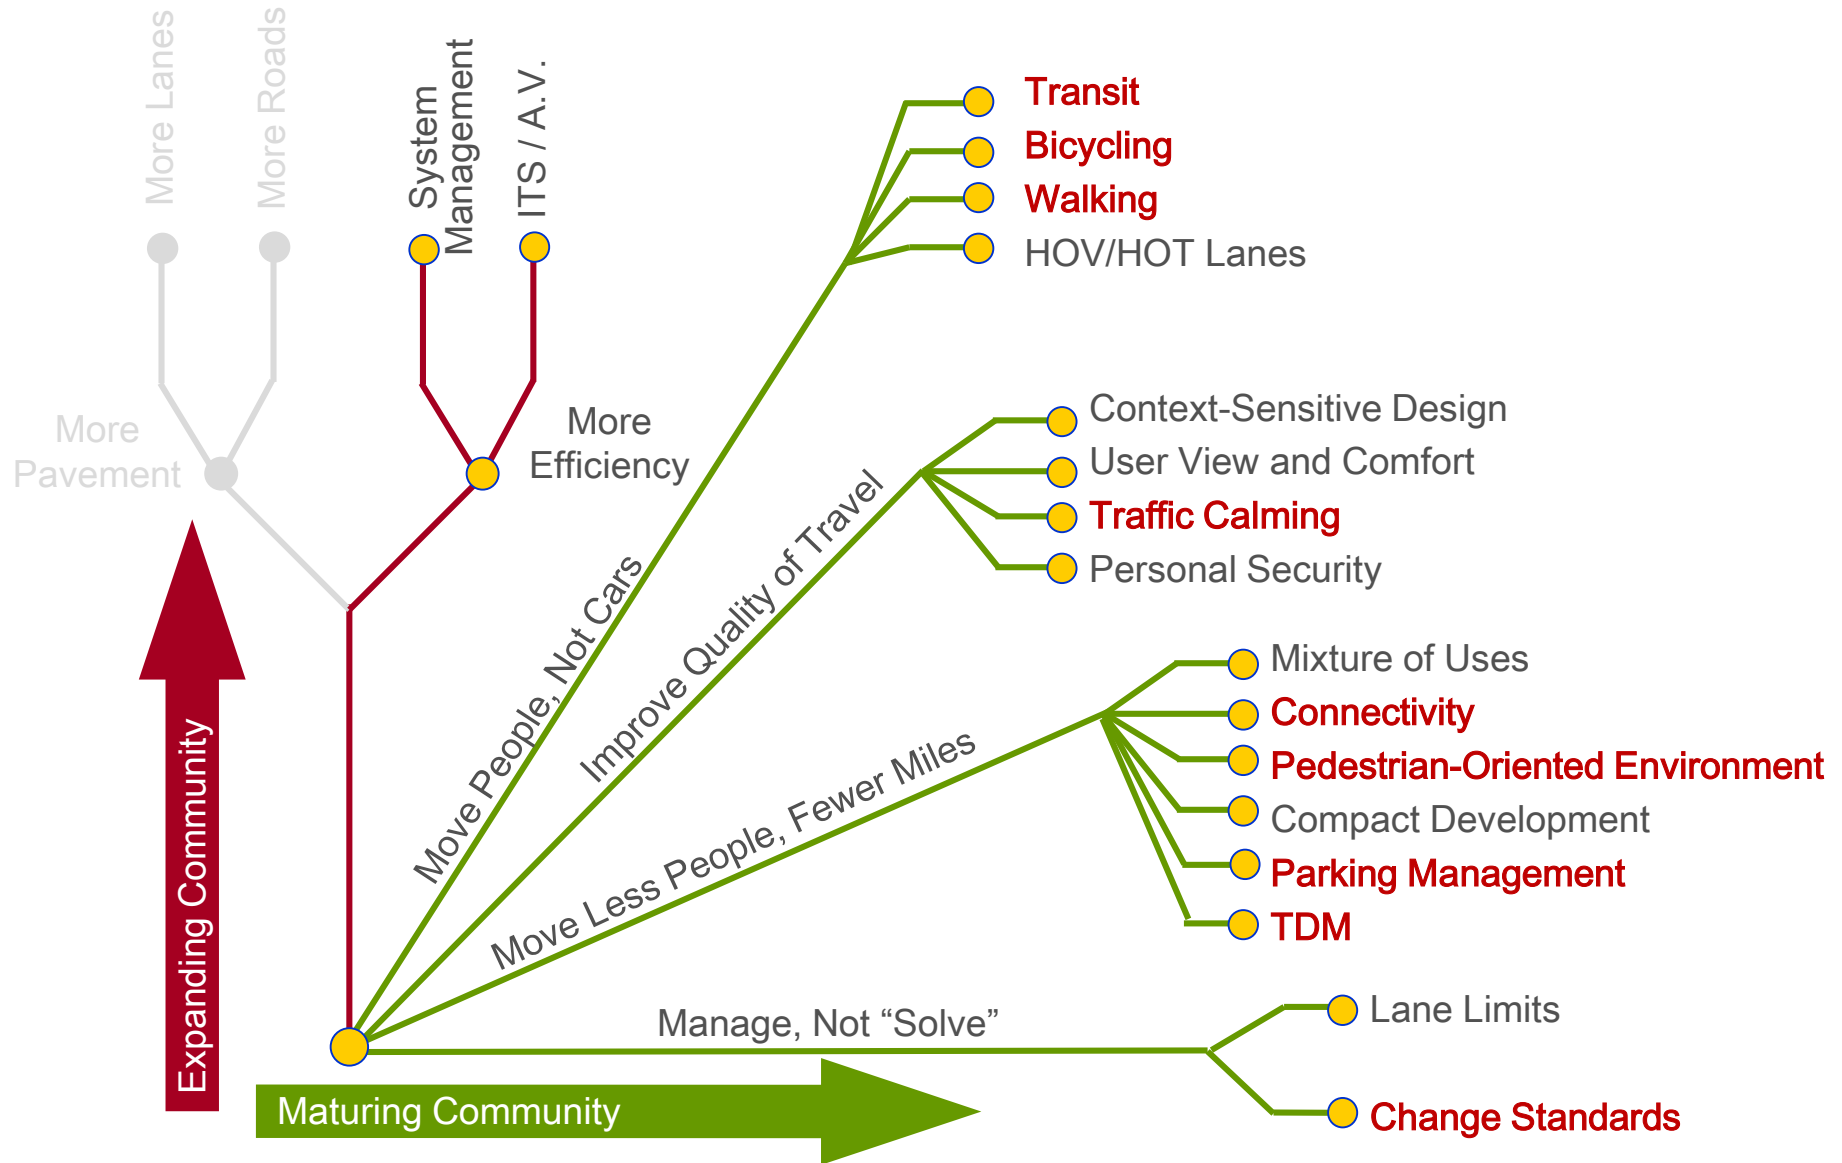 More Lanes
More Roads
System
Management
ITS / A.V.
More
Pavement
More
Efficiency
Expanding Community
Maturing Community
Move People, Not Cars
Transit
Bicycling
Walking
HOV/HOT Lanes
Improve Quality of Travel
Context-Sensitive Design
User View and Comfort
Traffic Calming
Personal Security
Move Less People, Fewer Miles
Mixture of Uses
Connectivity
Pedestrian-Oriented Environment
Compact Development
Parking Management
TDM
Manage, Not “Solve”
Lane Limits
Change Standards